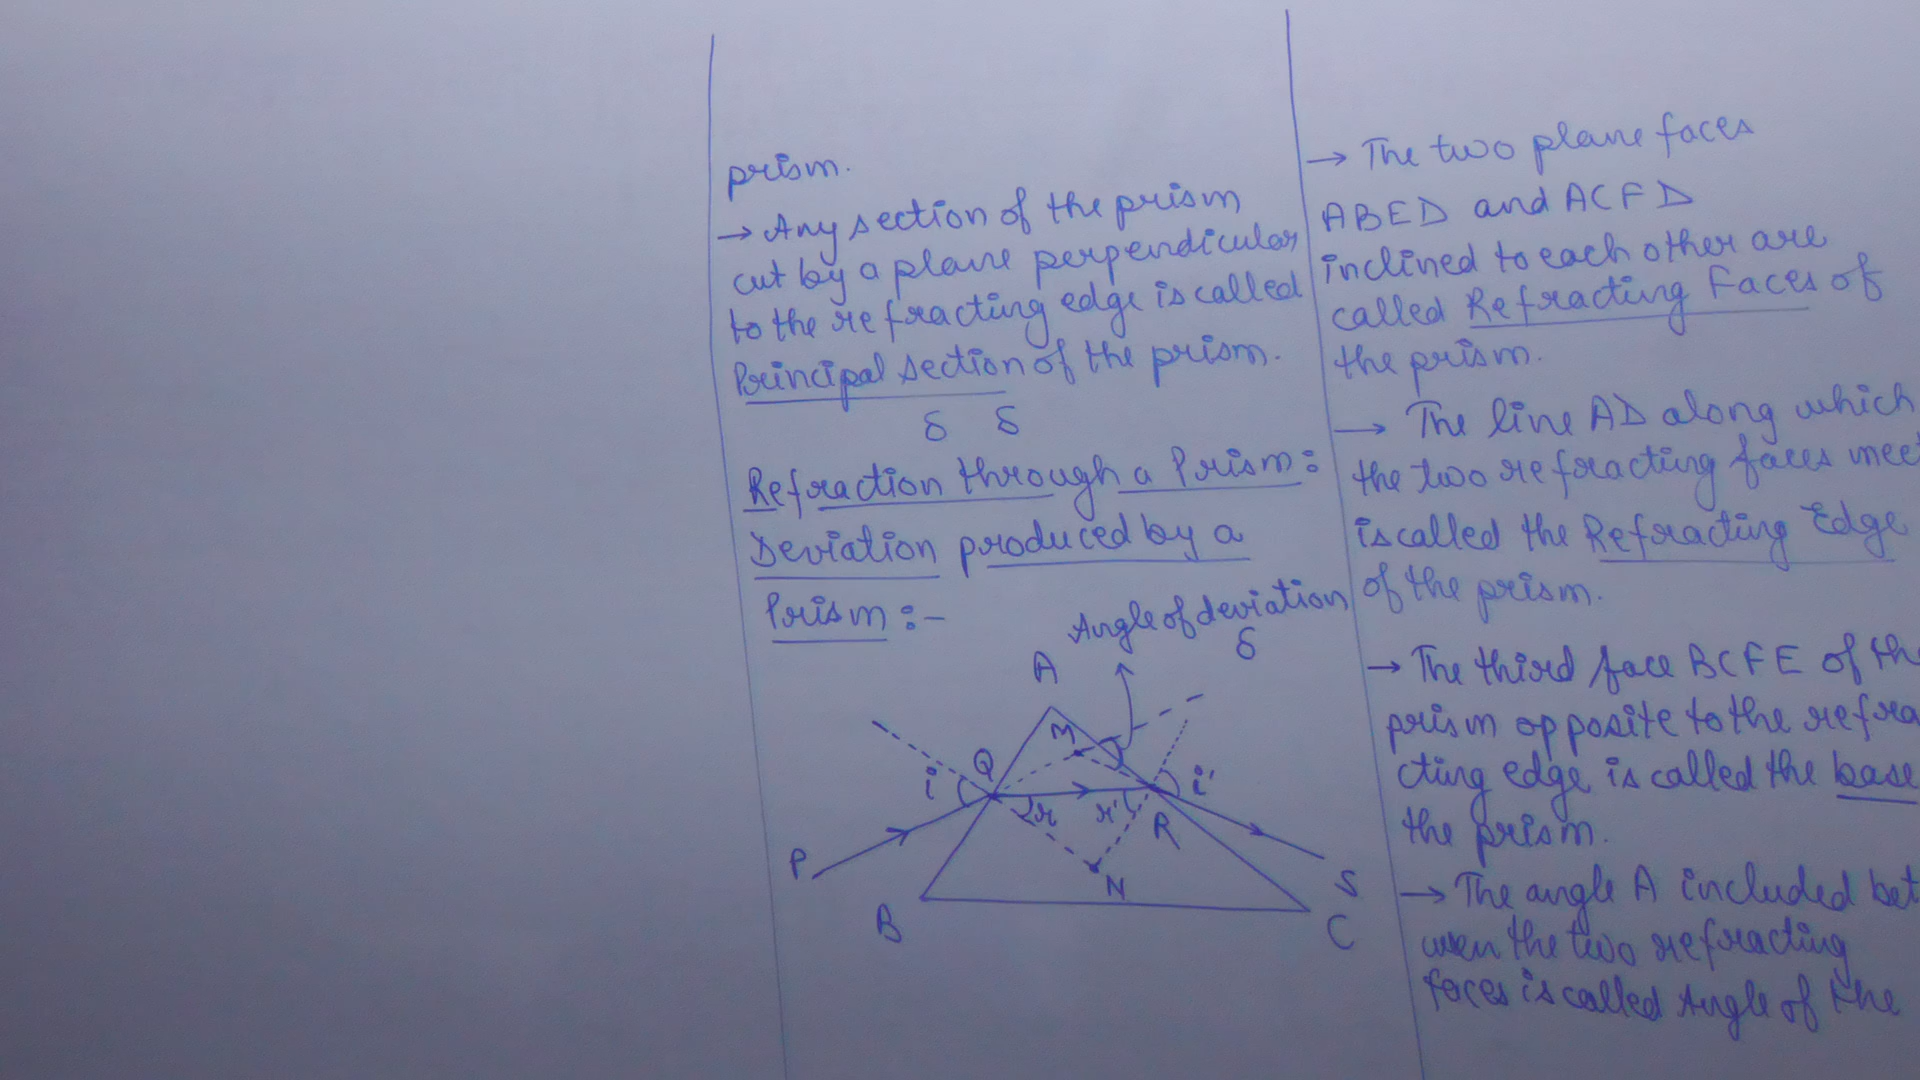 prism.
→ Any section of the prism
cut by a plane perpendicular
to the refracting edge is called
Principal section of the prism.
δ δ
Refraction through a Prism:
Deviation produced by a
Prism :-
Angle of deviation
δ
A
M
Q
i
i'
r
r'
R
P
N
S
B
C
→ The two plane faces
ABED and ACFD
inclined to each other are
called Refracting Faces of
the prism.
→ The line AD along which
the two refracting faces meet
is called the Refracting Edge
of the prism.
→ The third face BCFE of the
prism opposite to the refra
cting edge is called the base
the prism.
→ The angle A included bet
ween the two refracting
faces is called Angle of the